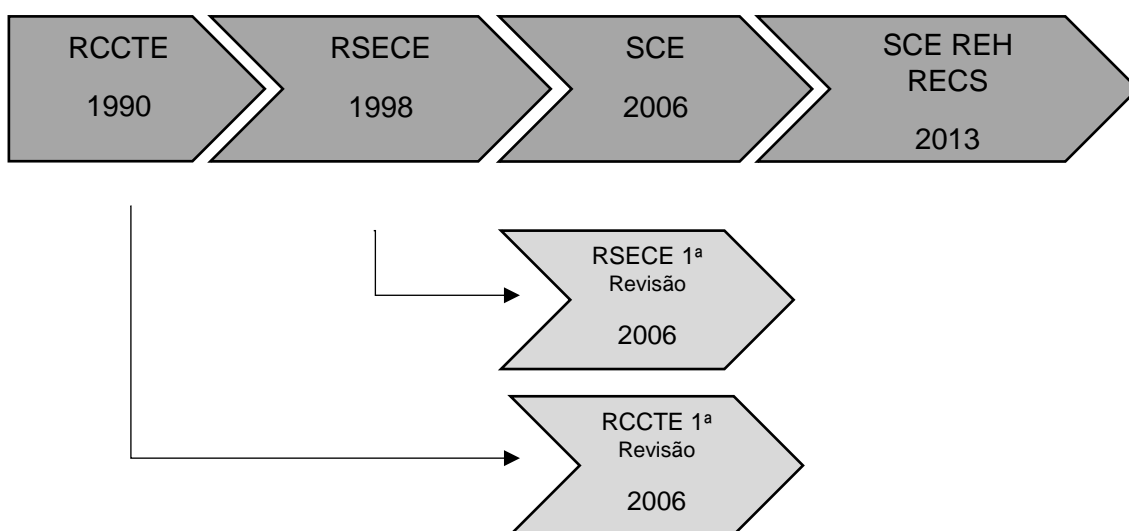 RCCTE
1990
RSECE
1998
SCE
2006
SCE REH
RECS
2013
RSECE 1ª
Revisão
2006
RCCTE 1ª
Revisão
2006